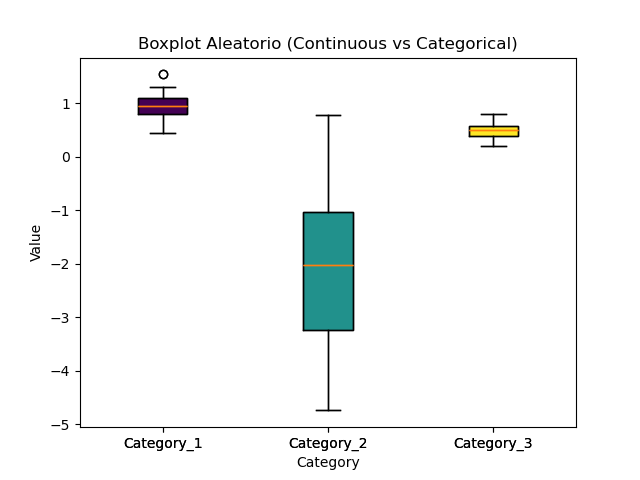 Boxplot Aleatorio (Continuous vs Categorical)
Value
1
0
−1
−2
−3
−4
−5
Category_1 Category_2 Category_3
Category